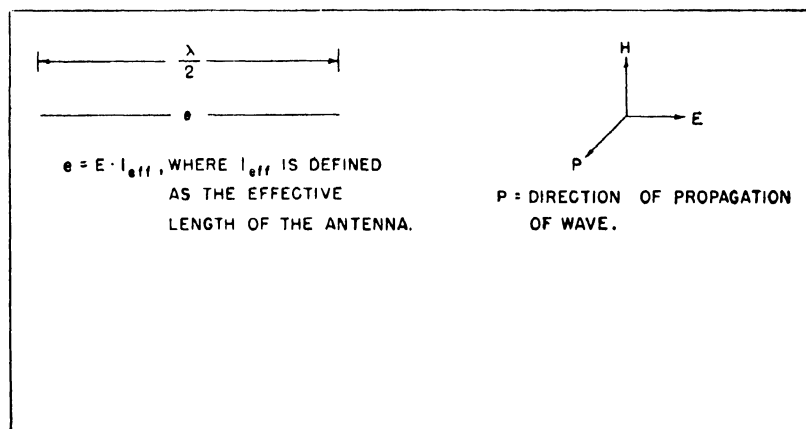 λ/2
e
e = E · l_eff, WHERE l_eff IS DEFINED
AS THE EFFECTIVE
LENGTH OF THE ANTENNA.
H
E
P
P = DIRECTION OF PROPAGATION
OF WAVE.